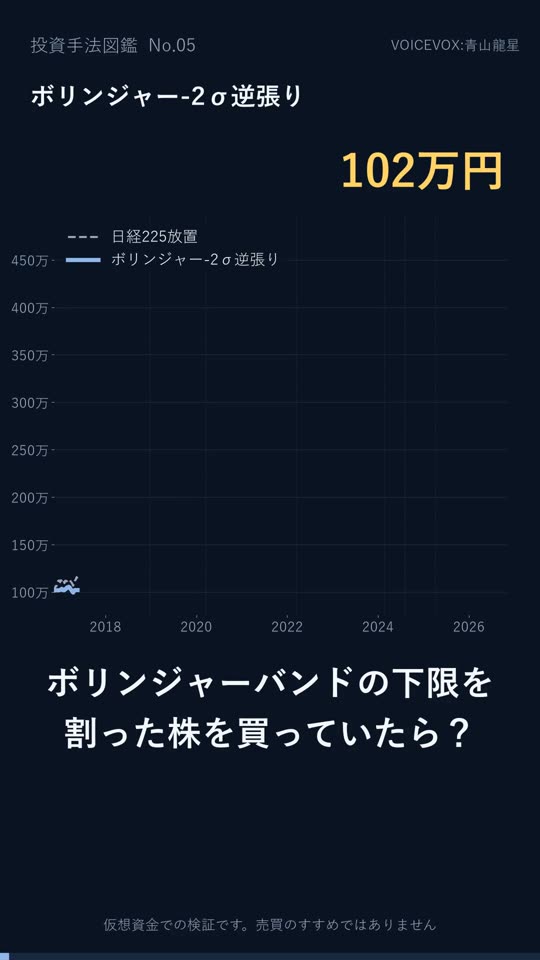 投資手法図鑑 No.05
VOICEVOX:青山龍星
ボリンジャー-2σ逆張り
102万円
日経225放置
ボリンジャー-2σ逆張り
450万
400万
350万
300万
250万
200万
150万
100万
2018 2020 2022 2024 2026
ボリンジャーバンドの下限を
割った株を買っていたら？
仮想資金での検証です。売買のすすめではありません